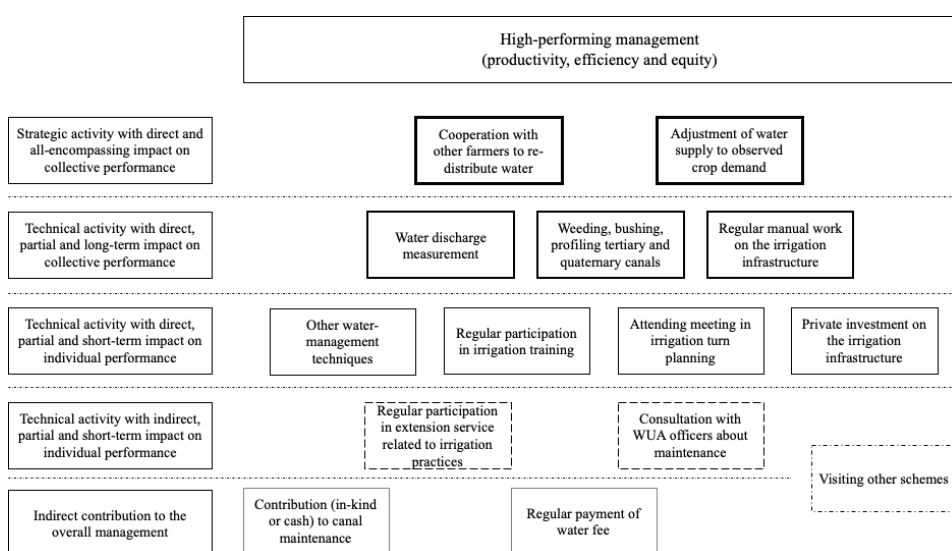 High-performing management
(productivity, efficiency and equity)
Strategic activity with direct and
all-encompassing impact on
collective performance
Cooperation with
other farmers to re-
distribute water
Adjustment of water
supply to observed
crop demand
Technical activity with direct,
partial and long-term impact on
collective performance
Water discharge
measurement
Weeding, bushing,
profiling tertiary and
quaternary canals
Regular manual work
on the irrigation
infrastructure
Technical activity with direct,
partial and short-term impact on
individual performance
Other water-
management
techniques
Regular participation
in irrigation training
Attending meeting in
irrigation turn
planning
Private investment on
the irrigation
infrastructure
Technical activity with indirect,
partial and short-term impact on
individual performance
Regular participation
in extension service
related to irrigation
practices
Consultation with
WUA officers about
maintenance
Visiting other schemes
Indirect contribution to the
overall management
Contribution (in-kind
or cash) to canal
maintenance
Regular payment of
water fee